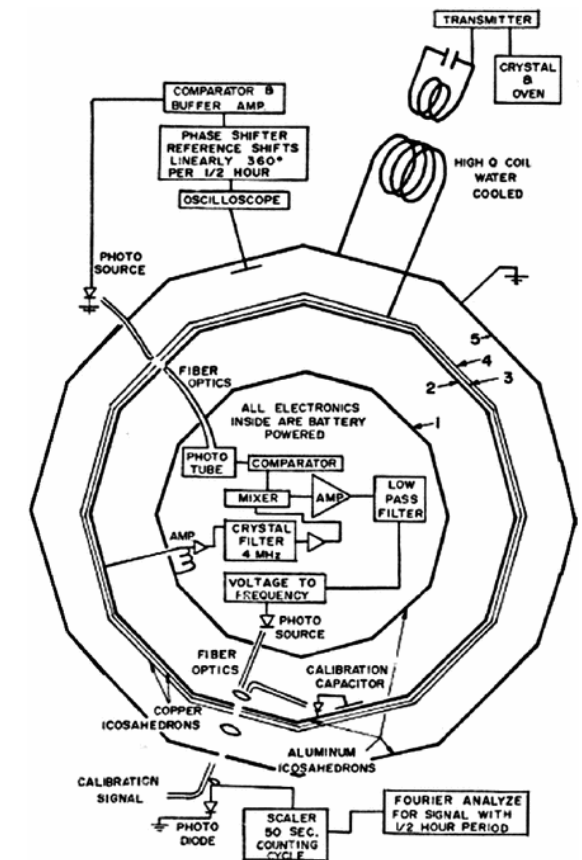 TRANSMITTER
CRYSTAL
&
OVEN
COMPARATOR &
BUFFER AMP.
PHASE SHIFTER
REFERENCE SHIFTS
LINEARLY 360°
PER 1/2 HOUR
OSCILLOSCOPE
HIGH Q COIL
WATER
COOLED
PHOTO
SOURCE
FIBER
OPTICS
5
4
2
3
1
ALL ELECTRONICS
INSIDE ARE BATTERY
POWERED
PHOTO
TUBE
COMPARATOR
MIXER
AMP
LOW
PASS
FILTER
AMP
CRYSTAL
FILTER
4 MHz
VOLTAGE TO
FREQUENCY
PHOTO
SOURCE
FIBER
OPTICS
CALIBRATION
CAPACITOR
COPPER
ICOSAHEDRONS
ALUMINUM
ICOSAHEDRONS
CALIBRATION
SIGNAL
PHOTO
DIODE
SCALER
50 SEC.
COUNTING
CYCLE
FOURIER ANALYZE
FOR SIGNAL WITH
1/2 HOUR PERIOD